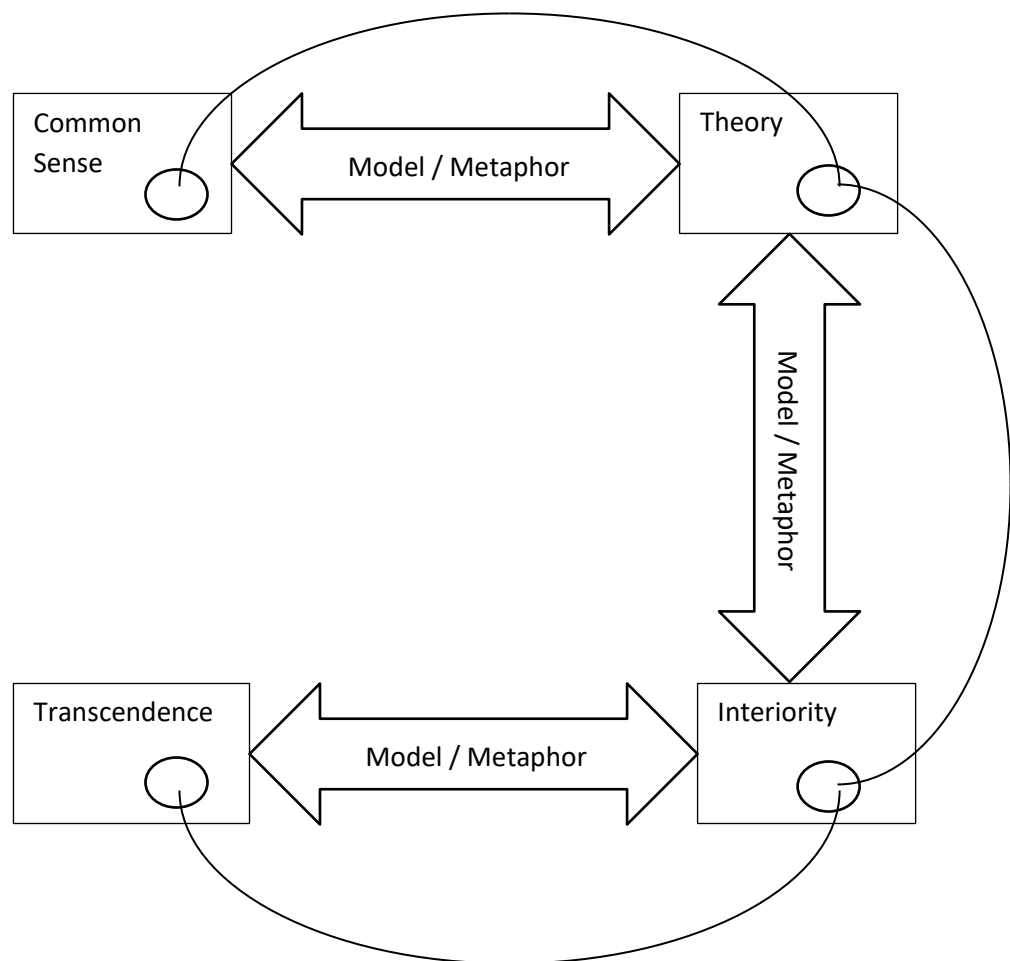 Common
Sense
Model / Metaphor
Theory
Model / Metaphor
Transcendence
Model / Metaphor
Interiority